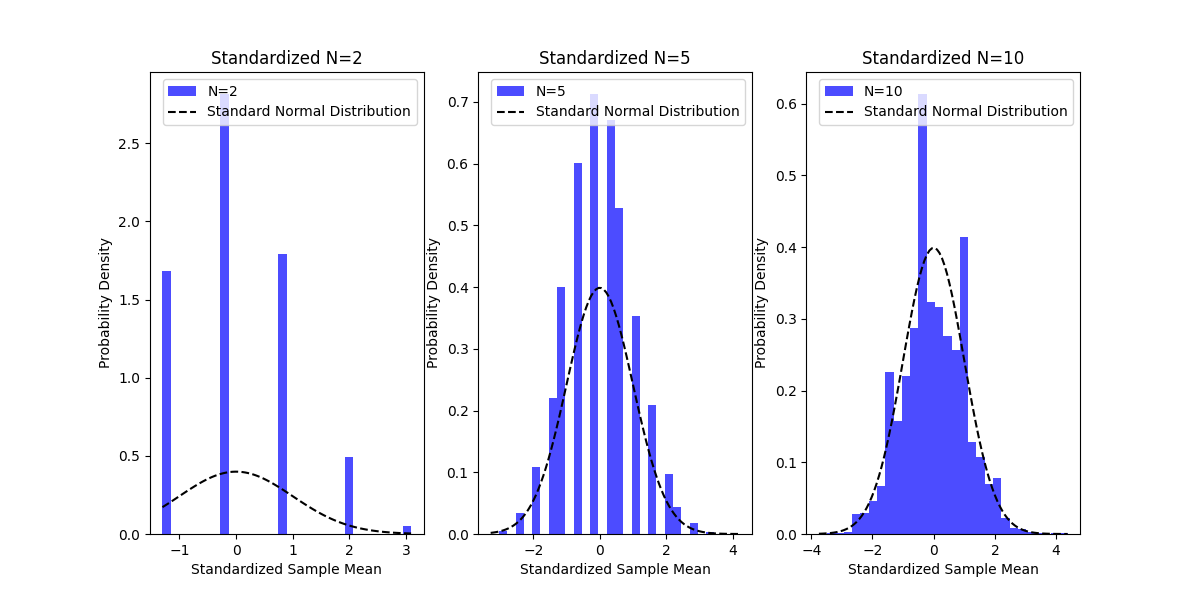 Standardized N=2
N=2
Standard Normal Distribution
Probability Density
2.5
2.0
1.5
1.0
0.5
0.0
−1
0
1
2
3
Standardized Sample Mean
Standardized N=5
N=5
Standard Normal Distribution
Probability Density
0.7
0.6
0.5
0.4
0.3
0.2
0.1
0.0
−2
0
2
4
Standardized Sample Mean
Standardized N=10
N=10
Standard Normal Distribution
Probability Density
0.6
0.5
0.4
0.3
0.2
0.1
0.0
−4
−2
0
2
4
Standardized Sample Mean